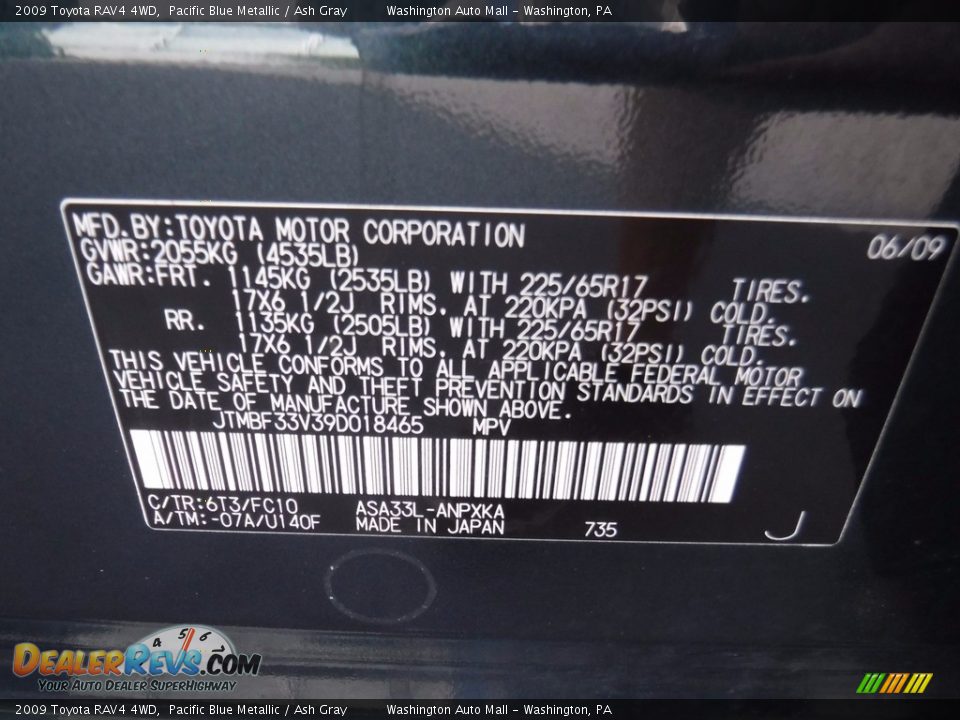 2009 Toyota RAV4 4WD, Pacific Blue Metallic / Ash Gray Washington Auto Mall - Washington, PA
MFD.BY:TOYOTA MOTOR CORPORATION 06/09
GVWR:2055KG (4535LB)
GAWR:FRT. 1145KG (2535LB) WITH 225/65R17 TIRES.
17X6 1/2J RIMS. AT 220KPA (32PSI) COLD.
RR. 1135KG (2505LB) WITH 225/65R17 TIRES.
17X6 1/2J RIMS. AT 220KPA (32PSI) COLD.
THIS VEHICLE CONFORMS TO ALL APPLICABLE FEDERAL MOTOR
VEHICLE SAFETY AND THEFT PREVENTION STANDARDS IN EFFECT ON
THE DATE OF MANUFACTURE SHOWN ABOVE.
JTMBF33V39D018465 MPV
C/TR:6T3/FC10 ASA33L-ANPXKA
A/TM:-07A/U140F MADE IN JAPAN 735 J
4 5 6 7
DEALERREVS.COM
YOUR AUTO DEALER SUPERHIGHWAY
2009 Toyota RAV4 4WD, Pacific Blue Metallic / Ash Gray Washington Auto Mall - Washington, PA